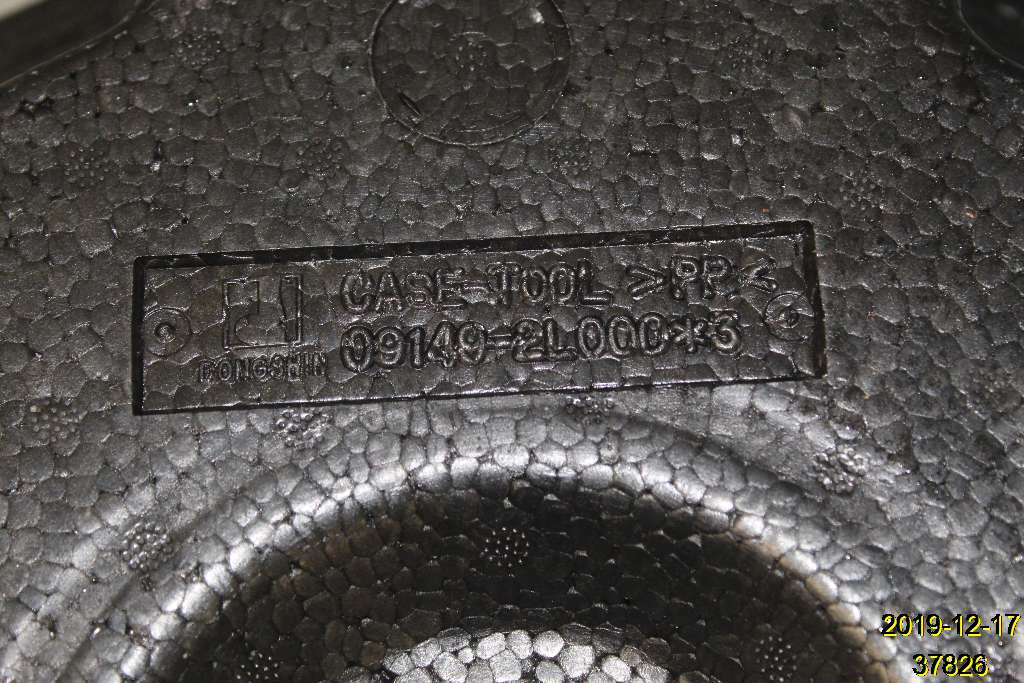 CASE-TOOL >PP<
DONGSHIN
09149-2L000*3
2019-12-17
37826